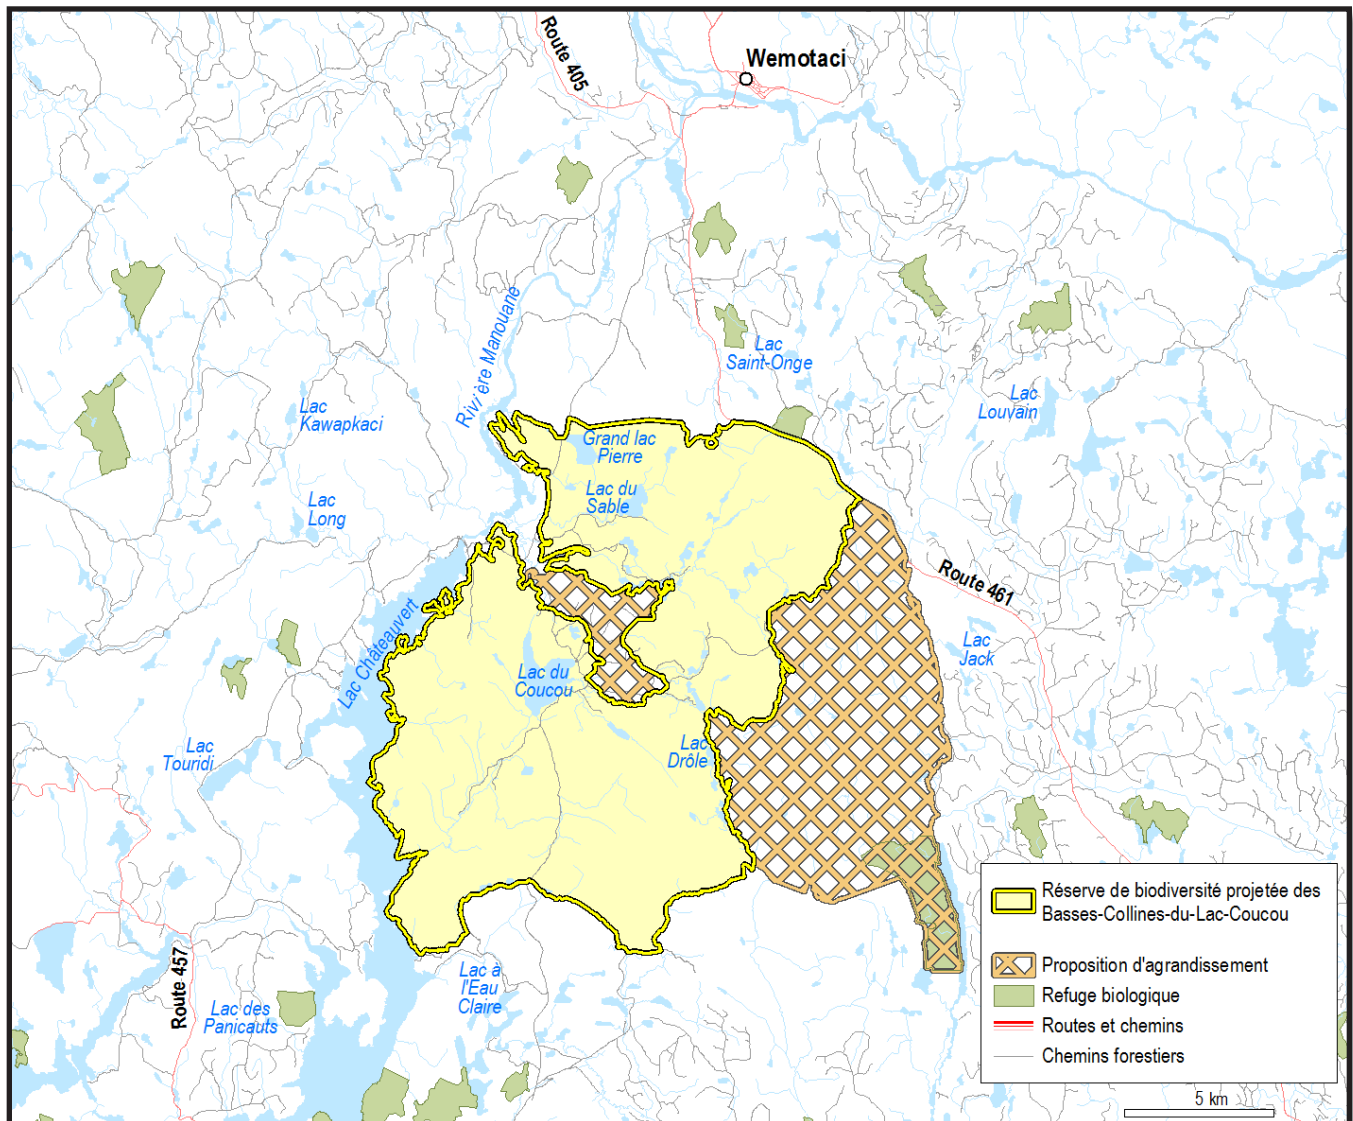 Route 405
Wemotaci
Rivière Manouane
Lac
Saint-Onge
Lac
Kawapkaci
Lac
Louvain
Grand lac
Pierre
Lac du
Sable
Lac
Long
Route 461
Lac Châteauvert
Lac
Jack
Lac du
Coucou
Lac
Touridi
Lac
Drôle
Route 457
Lac à
l'Eau
Claire
Lac des
Panicauts
Réserve de biodiversité projetée des
Basses-Collines-du-Lac-Coucou
Proposition d'agrandissement
Refuge biologique
Routes et chemins
Chemins forestiers
5 km